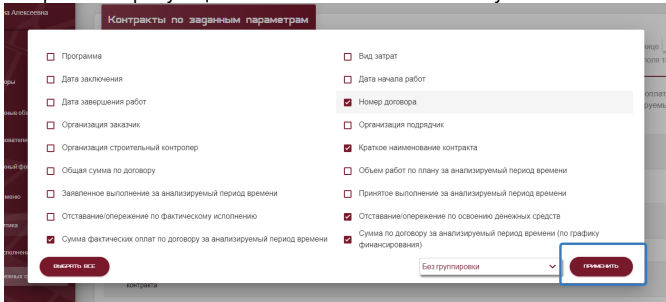 на Алексеевна
Контракты по заданным параметрам
Программа
Вид затрат
Дата заключения
Дата начала работ
Дата завершения работ
Номер договора
Организация заказчик
Организация подрядчик
Организация строительный контролер
Краткое наименование контракта
Общая сумма по договору
Объем работ по плану за анализируемый период времени
Заявленное выполнение за анализируемый период времени
Принятое выполнение за анализируемый период времени
Отставание/опережение по фактическому исполнению
Отставание/опережение по освоению денежных средств
Сумма фактических оплат по договору за анализируемый период времени
Сумма по договору за анализируемый период времени (по графику
финансирования)
ВЫБРАТЬ ВСЕ
Без группировки
ПРИМЕНИТЬ
контракта